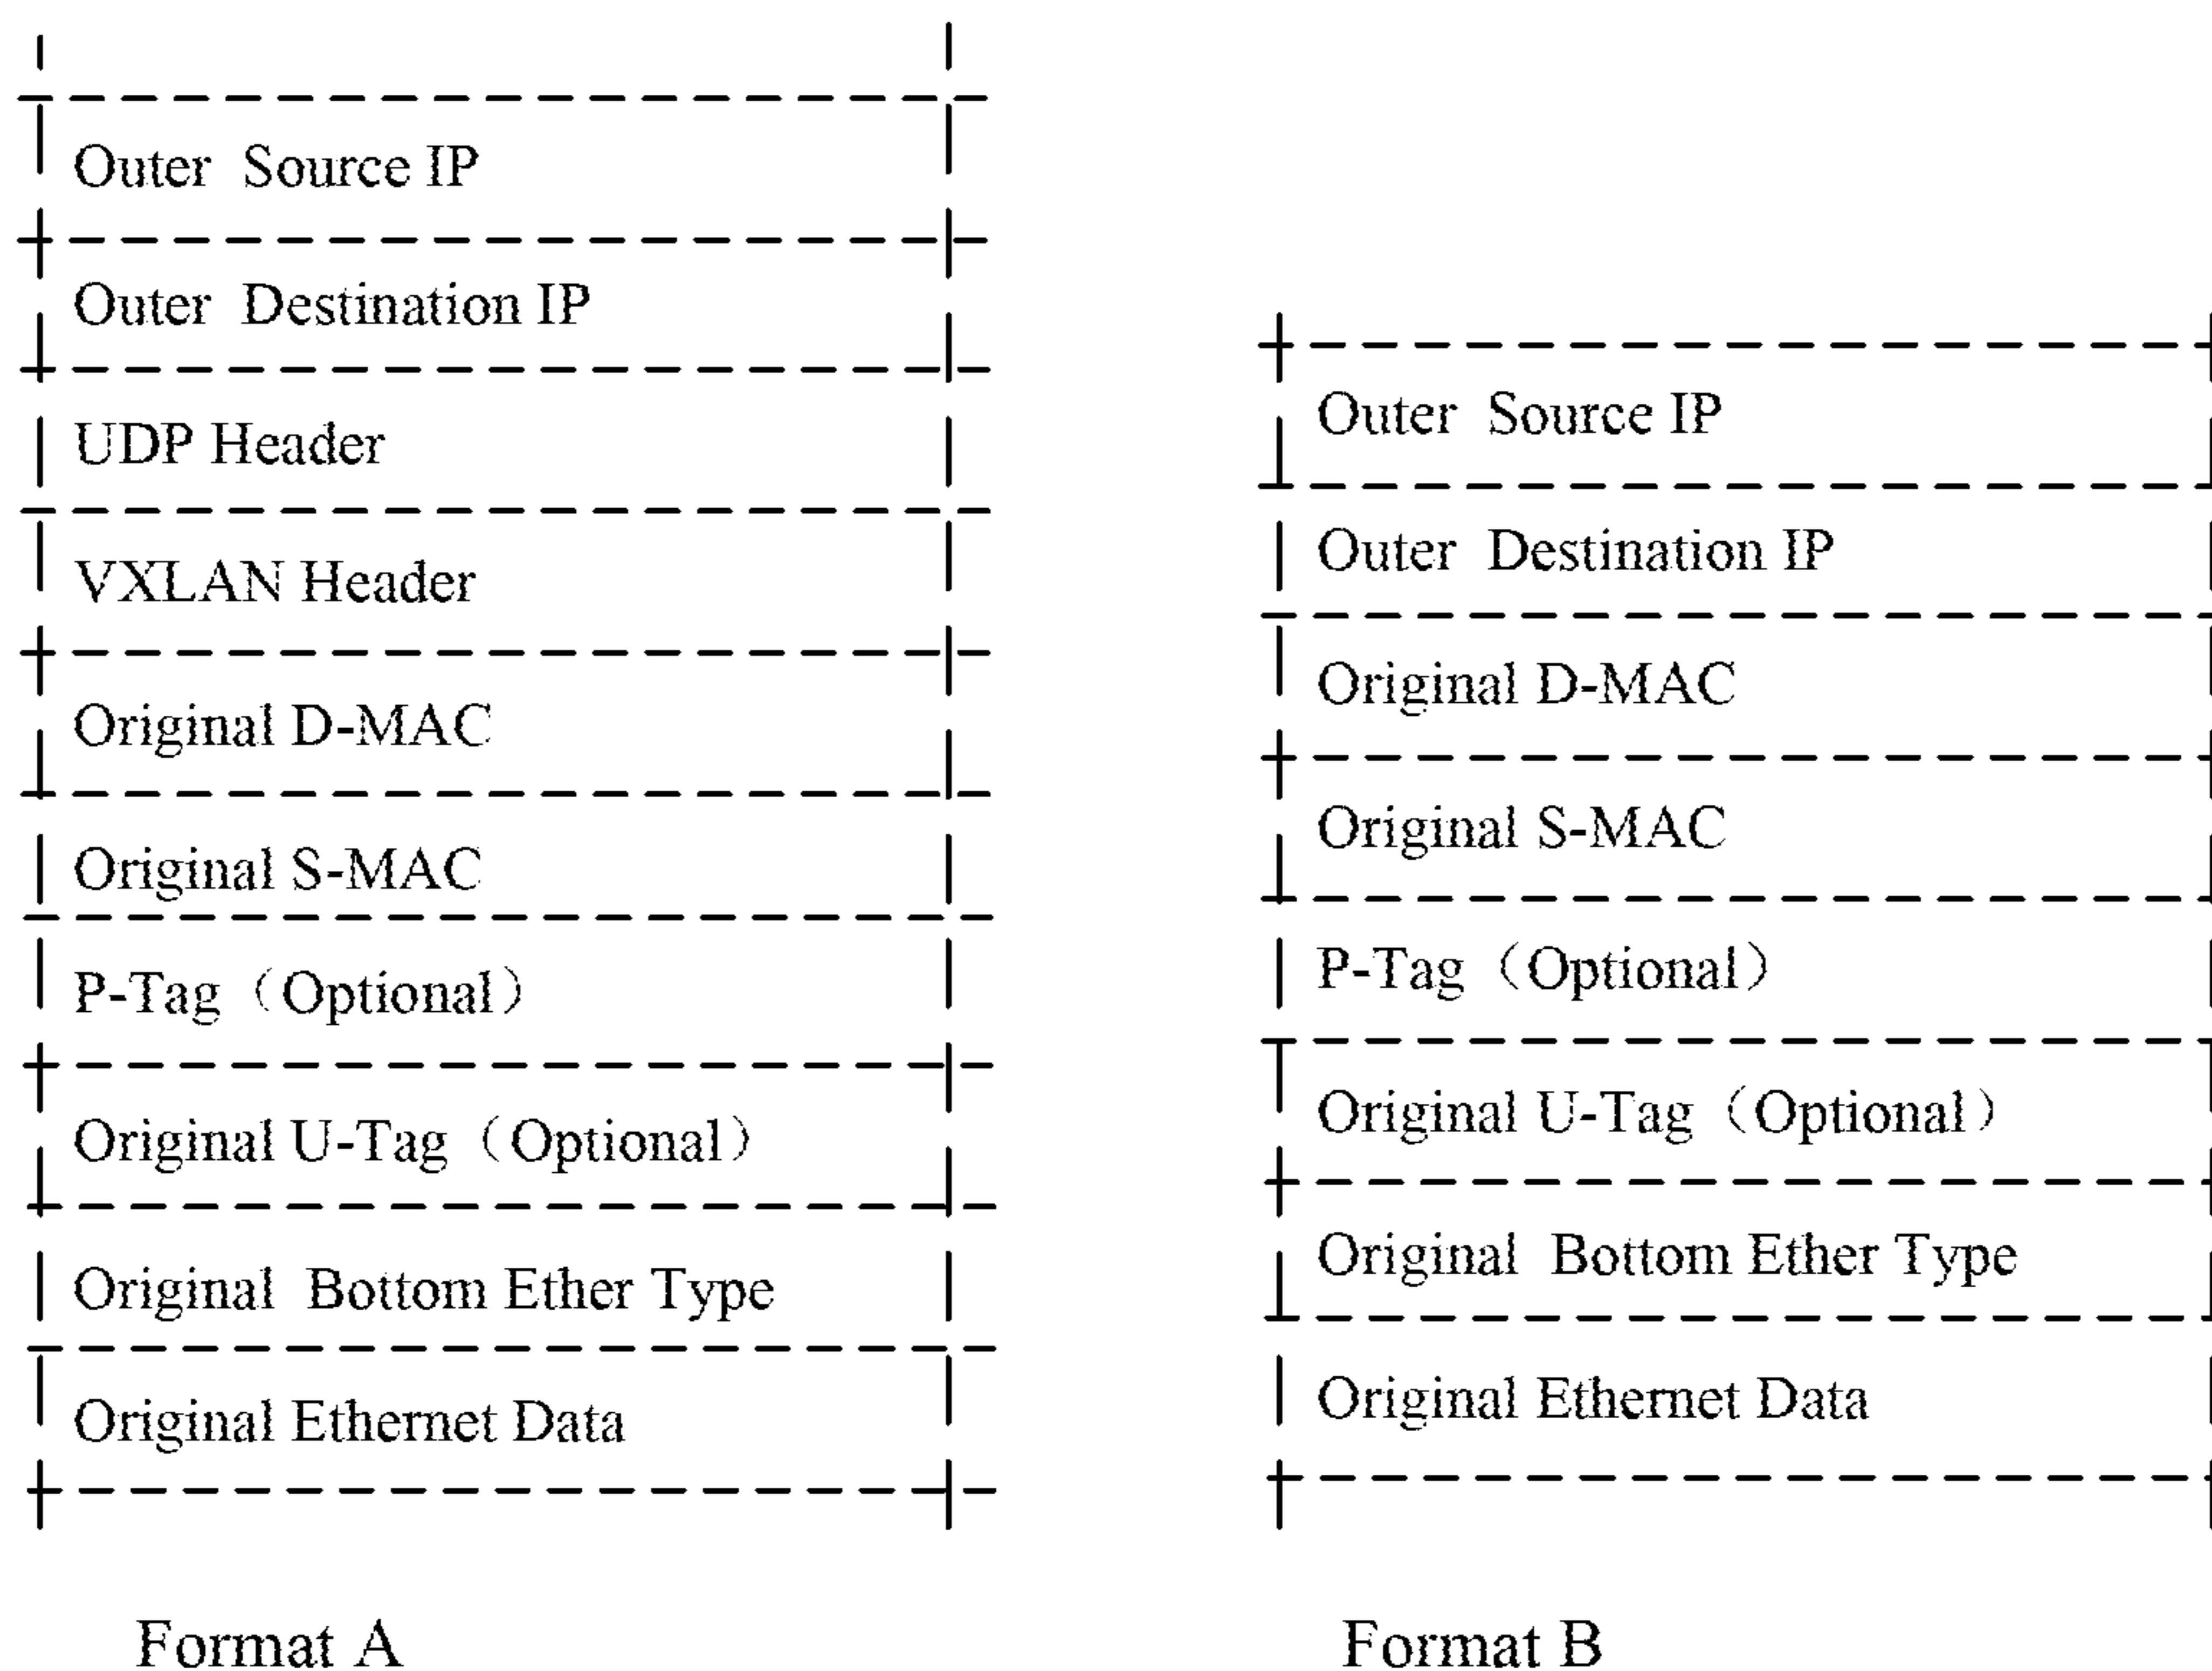 Outer Source IP
Outer Destination IP
UDP Header
VXLAN Header
Original D-MAC
Original S-MAC
P-Tag（Optional）
Original U-Tag（Optional）
Original Bottom Ether Type
Original Ethernet Data
Format A
Outer Source IP
Outer Destination IP
Original D-MAC
Original S-MAC
P-Tag（Optional）
Original U-Tag（Optional）
Original Bottom Ether Type
Original Ethernet Data
Format B